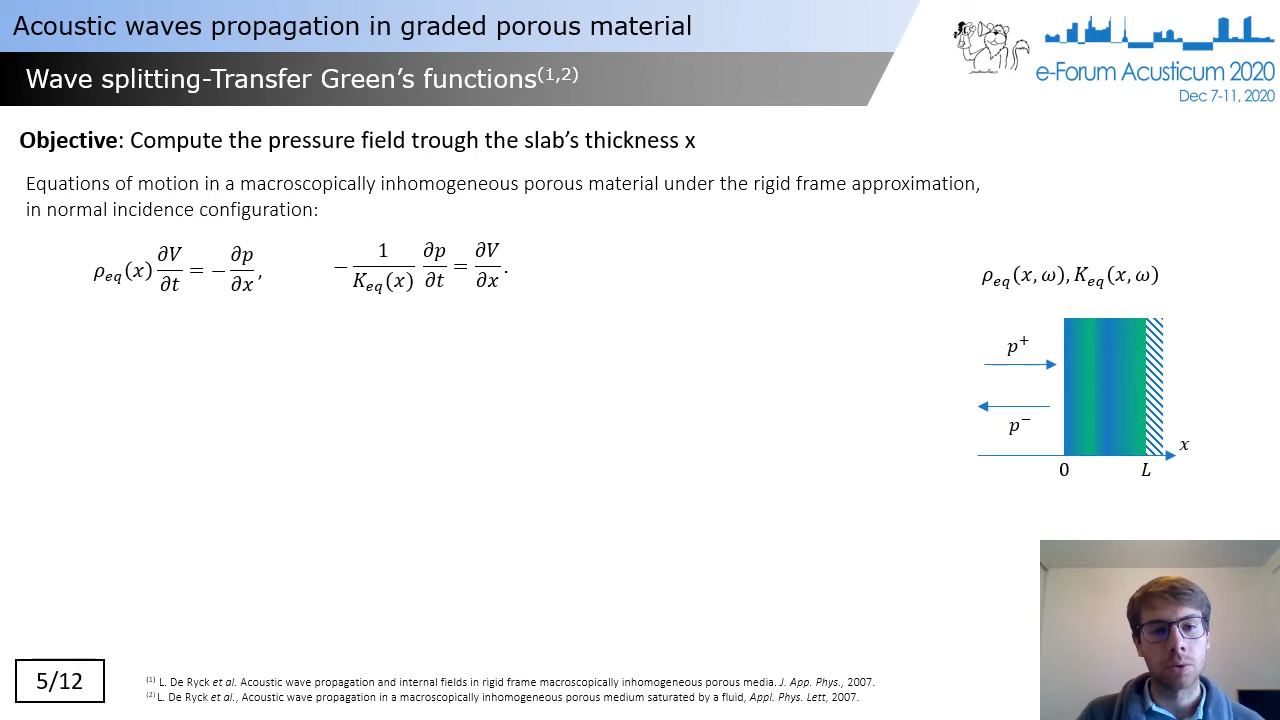 Acoustic waves propagation in graded porous material
Wave splitting-Transfer Green's functions(1,2)
e-Forum Acusticum 2020
Dec 7-11, 2020
Objective: Compute the pressure field trough the slab's thickness x
Equations of motion in a macroscopically inhomogeneous porous material under the rigid frame approximation,
in normal incidence configuration:
ρ_eq(x) ∂V/∂t = − ∂p/∂x, − 1/K_eq(x) ∂p/∂t = ∂V/∂x.
ρ_eq(x, ω), K_eq(x, ω)
p⁺
p⁻
x
0 L
5/12
(1) L. De Ryck et al. Acoustic wave propagation and internal fields in rigid frame macroscopically inhomogeneous porous media. J. App. Phys., 2007.
(2) L. De Ryck et al., Acoustic wave propagation in a macroscopically inhomogeneous porous medium saturated by a fluid, Appl. Phys. Lett, 2007.